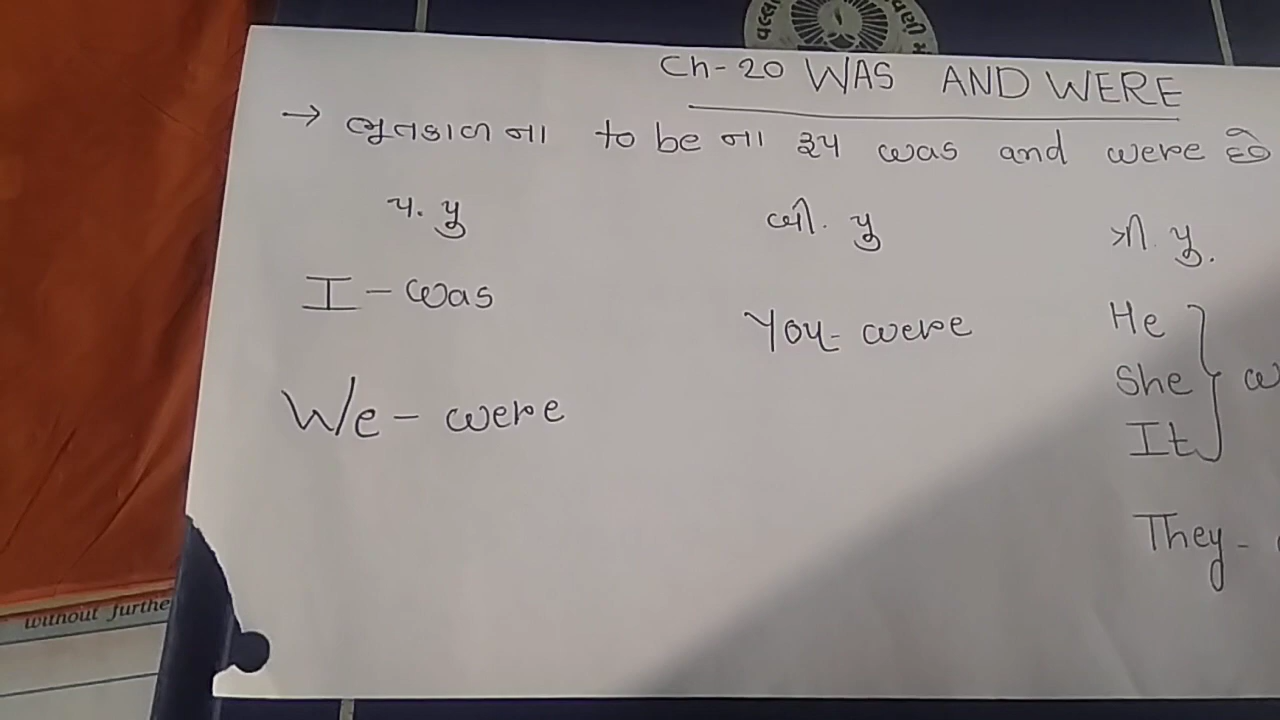 Ch-20 WAS AND WERE
→ ભૂતકાળ ના to be ના રૂપ was and were છે
પ. પુ
બી. પુ
ત્રી. પુ.
I - was
You - were
He
She
It
We - were
They -
without furthe